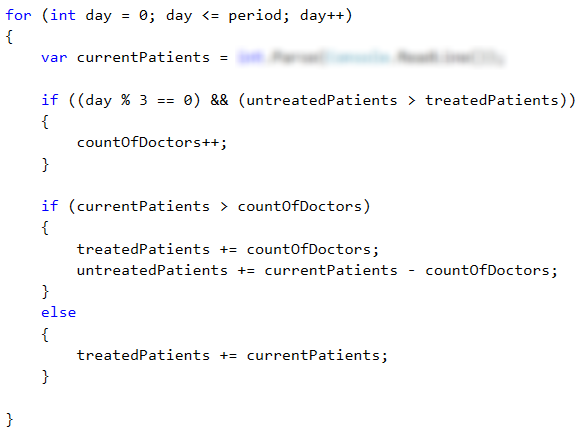 for (int day = 0; day <= period; day++)
{
var currentPatients =
if ((day % 3 == 0) && (untreatedPatients > treatedPatients))
{
countOfDoctors++;
}
if (currentPatients > countOfDoctors)
{
treatedPatients += countOfDoctors;
untreatedPatients += currentPatients - countOfDoctors;
}
else
{
treatedPatients += currentPatients;
}
}